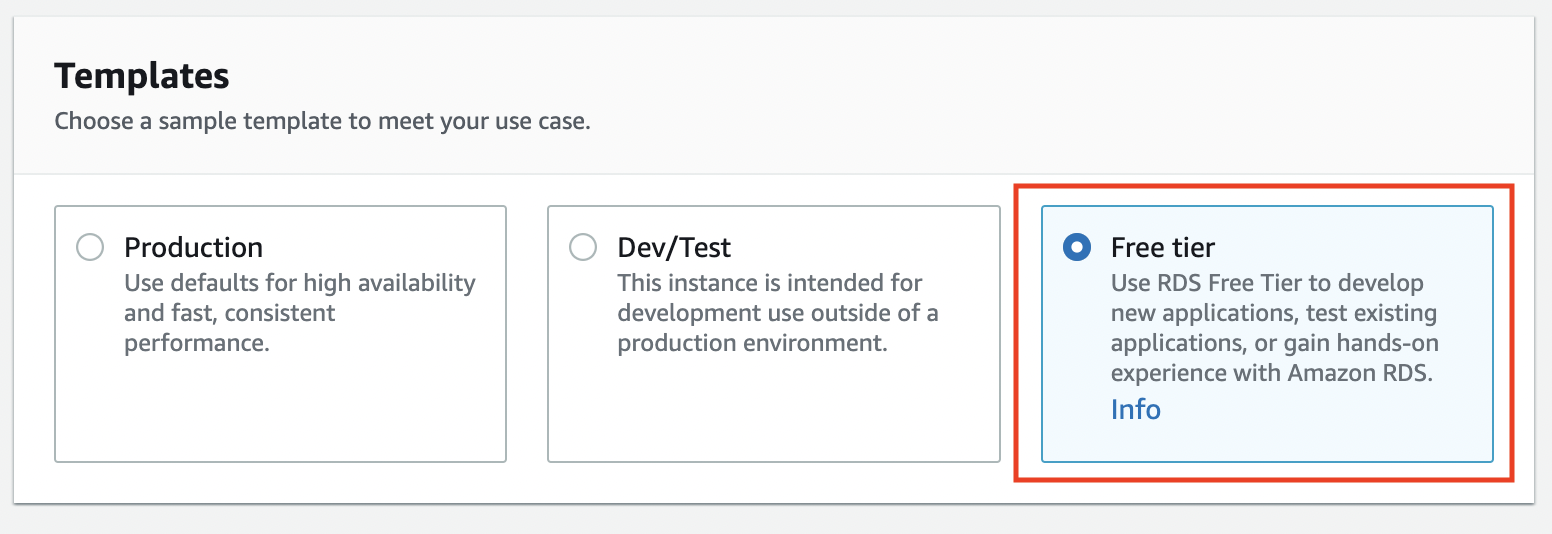 Templates
Choose a sample template to meet your use case.
Production
Use defaults for high availability
and fast, consistent
performance.
Dev/Test
This instance is intended for
development use outside of a
production environment.
Free tier
Use RDS Free Tier to develop
new applications, test existing
applications, or gain hands-on
experience with Amazon RDS.
Info